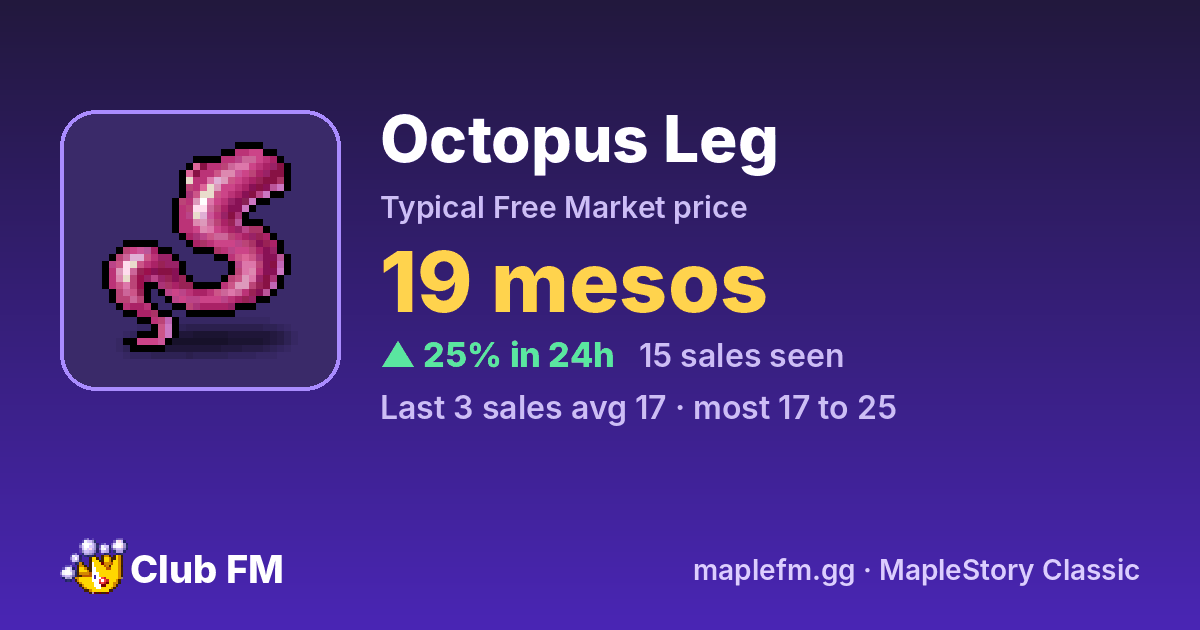 Octopus Leg
Typical Free Market price
19 mesos
▲ 25% in 24h 15 sales seen
Last 3 sales avg 17 · most 17 to 25
Club FM
maplefm.gg · MapleStory Classic